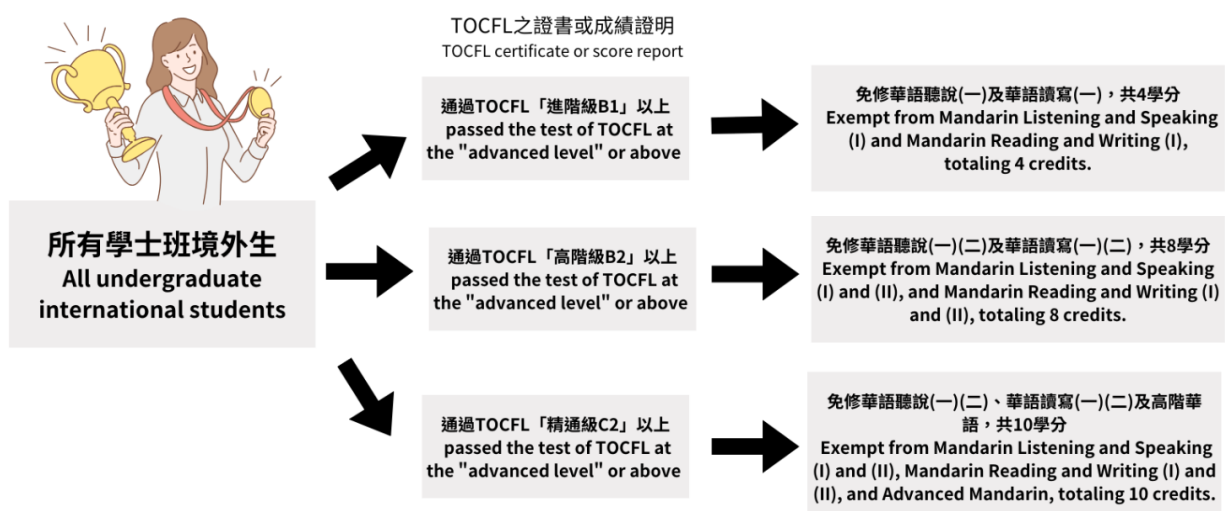 TOCFL之證書或成績證明
TOCFL certificate or score report
所有學士班境外生
All undergraduate
international students
通過TOCFL「進階級B1」以上
passed the test of TOCFL at
the "advanced level" or above
免修華語聽說(一)及華語讀寫(一)，共4學分
Exempt from Mandarin Listening and Speaking
(I) and Mandarin Reading and Writing (I),
totaling 4 credits.
通過TOCFL「高階級B2」以上
passed the test of TOCFL at
the "advanced level" or above
免修華語聽說(一)(二)及華語讀寫(一)(二)，共8學分
Exempt from Mandarin Listening and Speaking
(I) and (II), and Mandarin Reading and Writing (I)
and (II), totaling 8 credits.
通過TOCFL「精通級C2」以上
passed the test of TOCFL at
the "advanced level" or above
免修華語聽說(一)(二)、華語讀寫(一)(二)及高階華
語，共10學分
Exempt from Mandarin Listening and Speaking
(I) and (II), Mandarin Reading and Writing (I) and
(II), and Advanced Mandarin, totaling 10 credits.